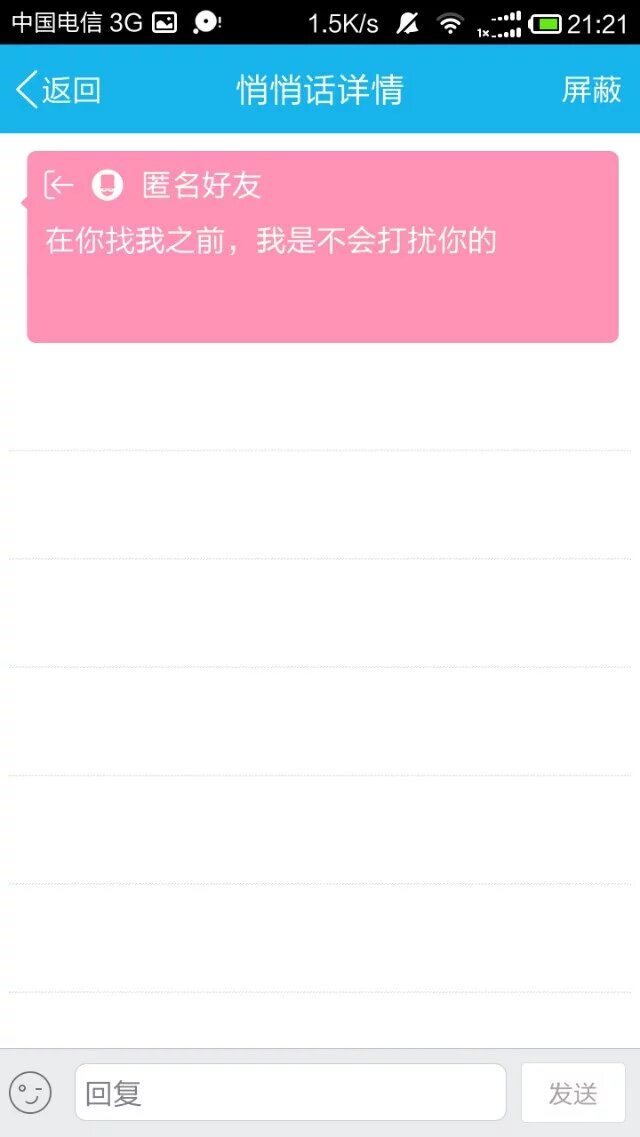 中国电信 3G 1.5K/s 21:21
返回 悄悄话详情 屏蔽
匿名好友
在你找我之前，我是不会打扰你的
回复 发送